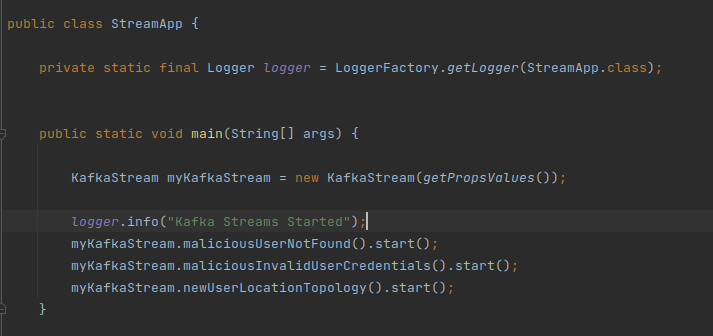 public class StreamApp {
private static final Logger logger = LoggerFactory.getLogger(StreamApp.class);
public static void main(String[] args) {
KafkaStream myKafkaStream = new KafkaStream(getPropsValues());
logger.info("Kafka Streams Started");
myKafkaStream.maliciousUserNotFound().start();
myKafkaStream.maliciousInvalidUserCredentials().start();
myKafkaStream.newUserLocationTopology().start();
}